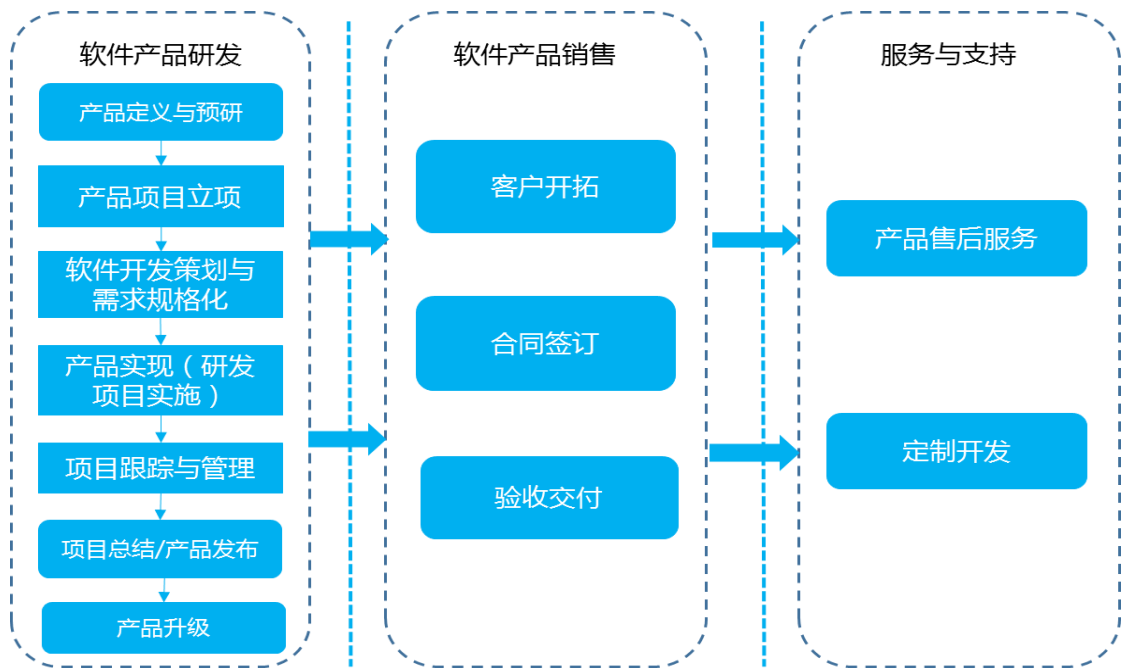 软件产品研发
产品定义与预研
产品项目立项
软件开发策划与
需求规格化
产品实现（研发
项目实施）
项目跟踪与管理
项目总结/产品发布
产品升级
软件产品销售
客户开拓
合同签订
验收交付
服务与支持
产品售后服务
定制开发